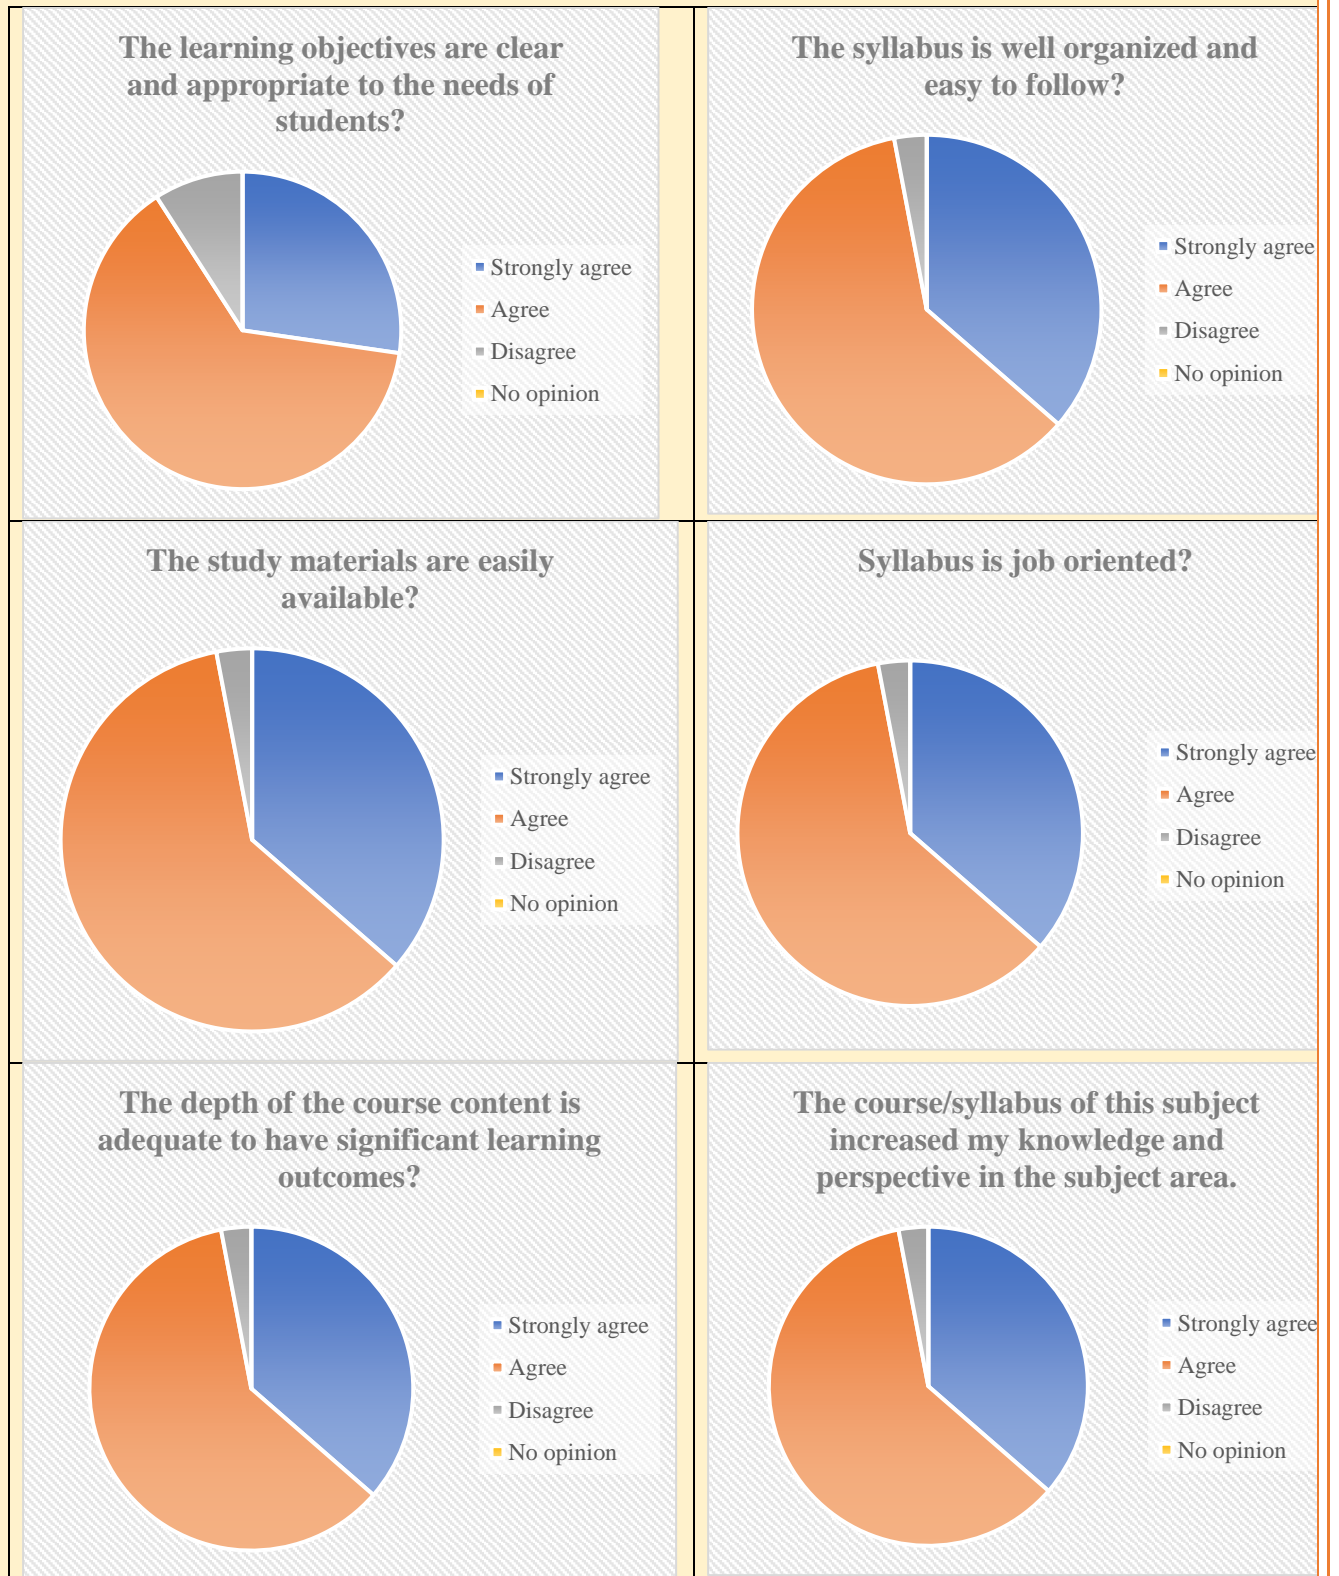 The learning objectives are clear
and appropriate to the needs of
students?
Strongly agree
Agree
Disagree
No opinion
The syllabus is well organized and
easy to follow?
Strongly agree
Agree
Disagree
No opinion
The study materials are easily
available?
Strongly agree
Agree
Disagree
No opinion
Syllabus is job oriented?
Strongly agree
Agree
Disagree
No opinion
The depth of the course content is
adequate to have significant learning
outcomes?
Strongly agree
Agree
Disagree
No opinion
The course/syllabus of this subject
increased my knowledge and
perspective in the subject area.
Strongly agree
Agree
Disagree
No opinion